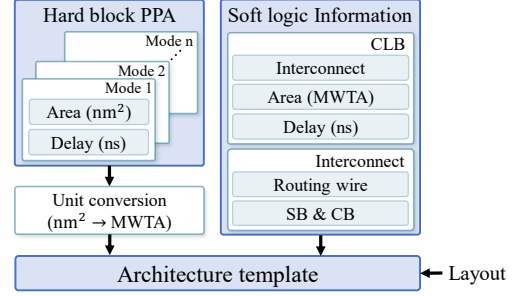 Hard block PPA
Mode n
Mode 2
Mode 1
Area (nm²)
Delay (ns)
Unit conversion
(nm² → MWTA)
Soft logic Information
CLB
Interconnect
Area (MWTA)
Delay (ns)
Interconnect
Routing wire
SB & CB
Architecture template
Layout